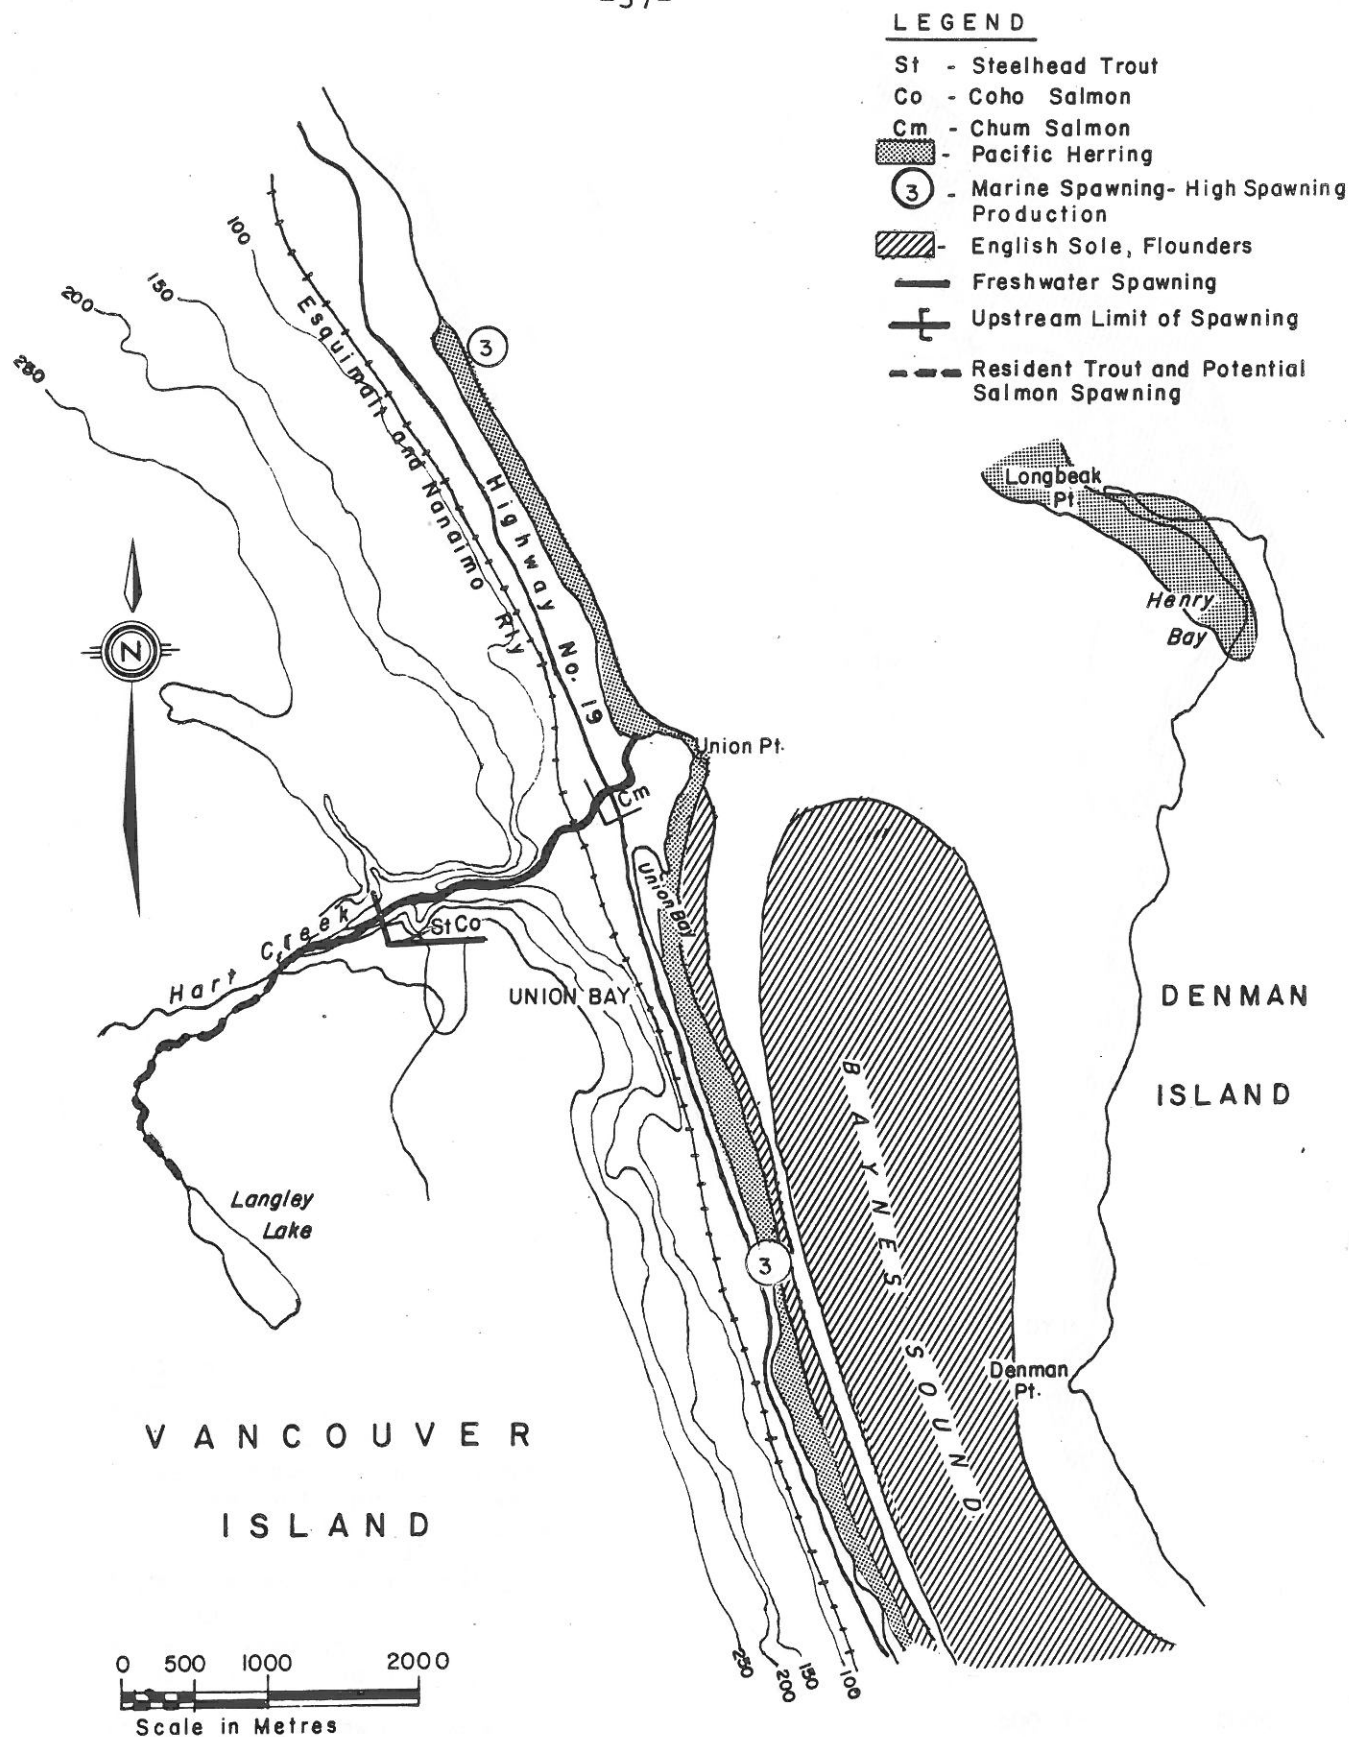 -37-
LEGEND
St - Steelhead Trout
Co - Coho Salmon
Cm - Chum Salmon
- Pacific Herring
3 - Marine Spawning- High Spawning
Production
- English Sole, Flounders
Freshwater Spawning
Upstream Limit of Spawning
Resident Trout and Potential
Salmon Spawning
100
150
200
280
Esquimalt and Nanaimo Rly
Highway No. 19
3
Longbeak
Pt.
Henry
Bay
N
Union Pt.
Cm
Union Bay
Hart Creek
St Co
UNION BAY
DENMAN
ISLAND
BAYNES SOUND
Langley
Lake
3
Denman
Pt.
VANCOUVER
ISLAND
250
200
150
100
0 500 1000 2000
Scale in Metres